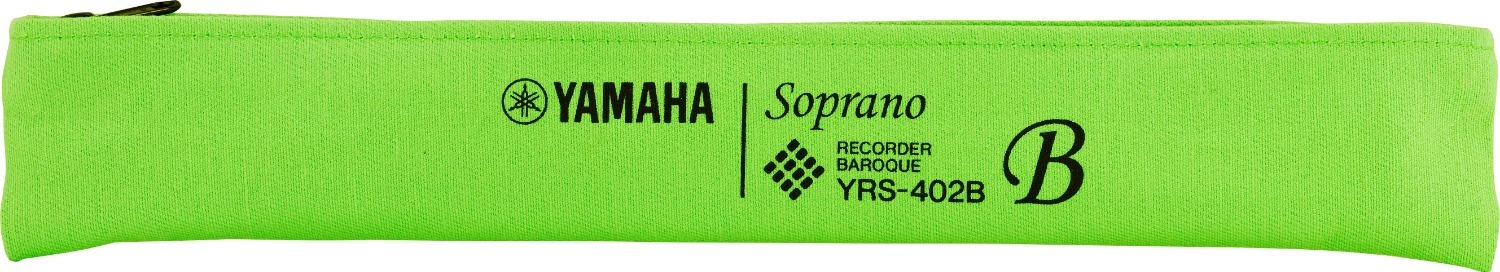 YAMAHA
Soprano
RECORDER
BAROQUE
YRS-402B
B